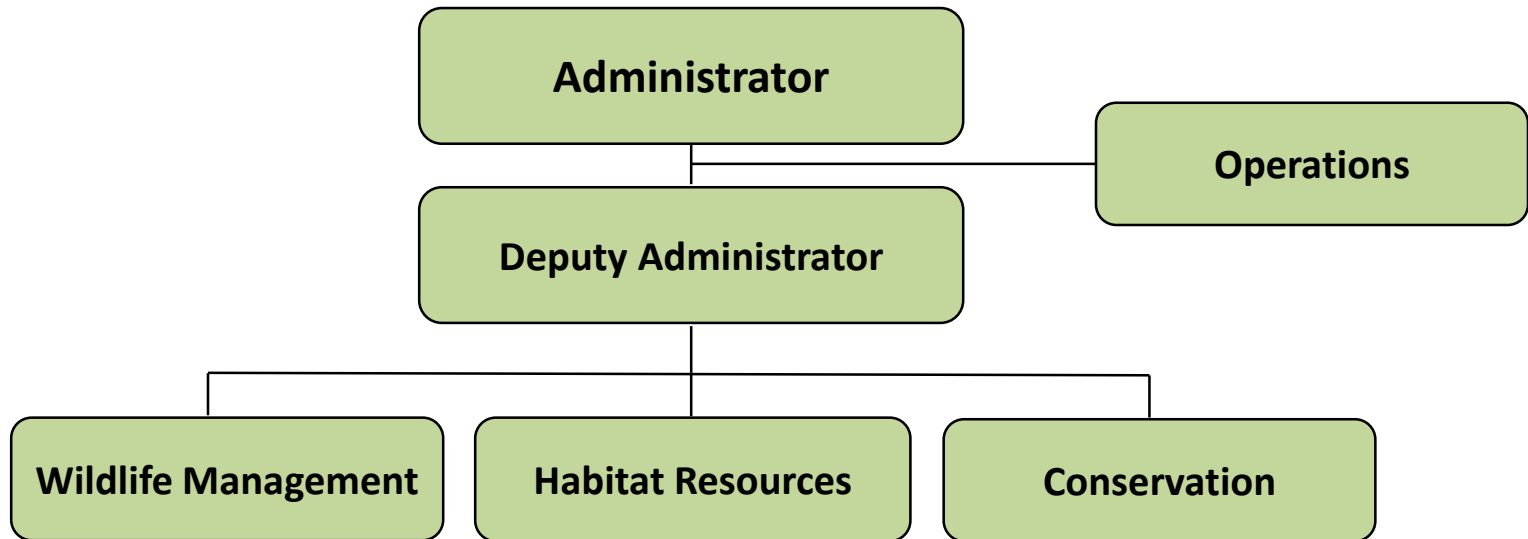 Administrator
Operations
Deputy Administrator
Wildlife Management
Habitat Resources
Conservation